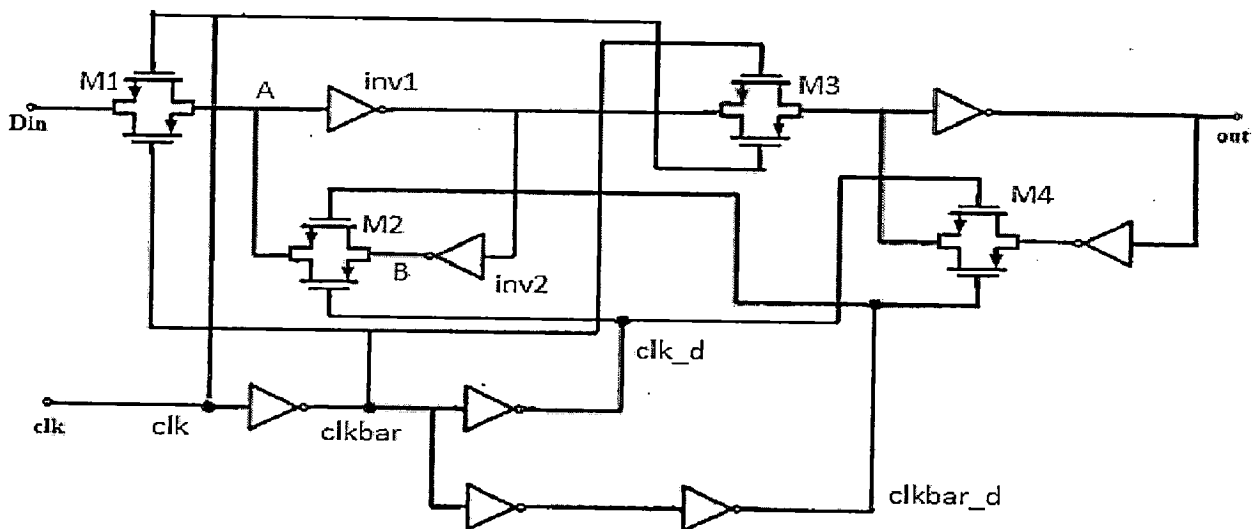 M1
A
inv1
M3
Din
out
M2
M4
B
inv2
clk_d
clk
clk
clkbar
clkbar_d